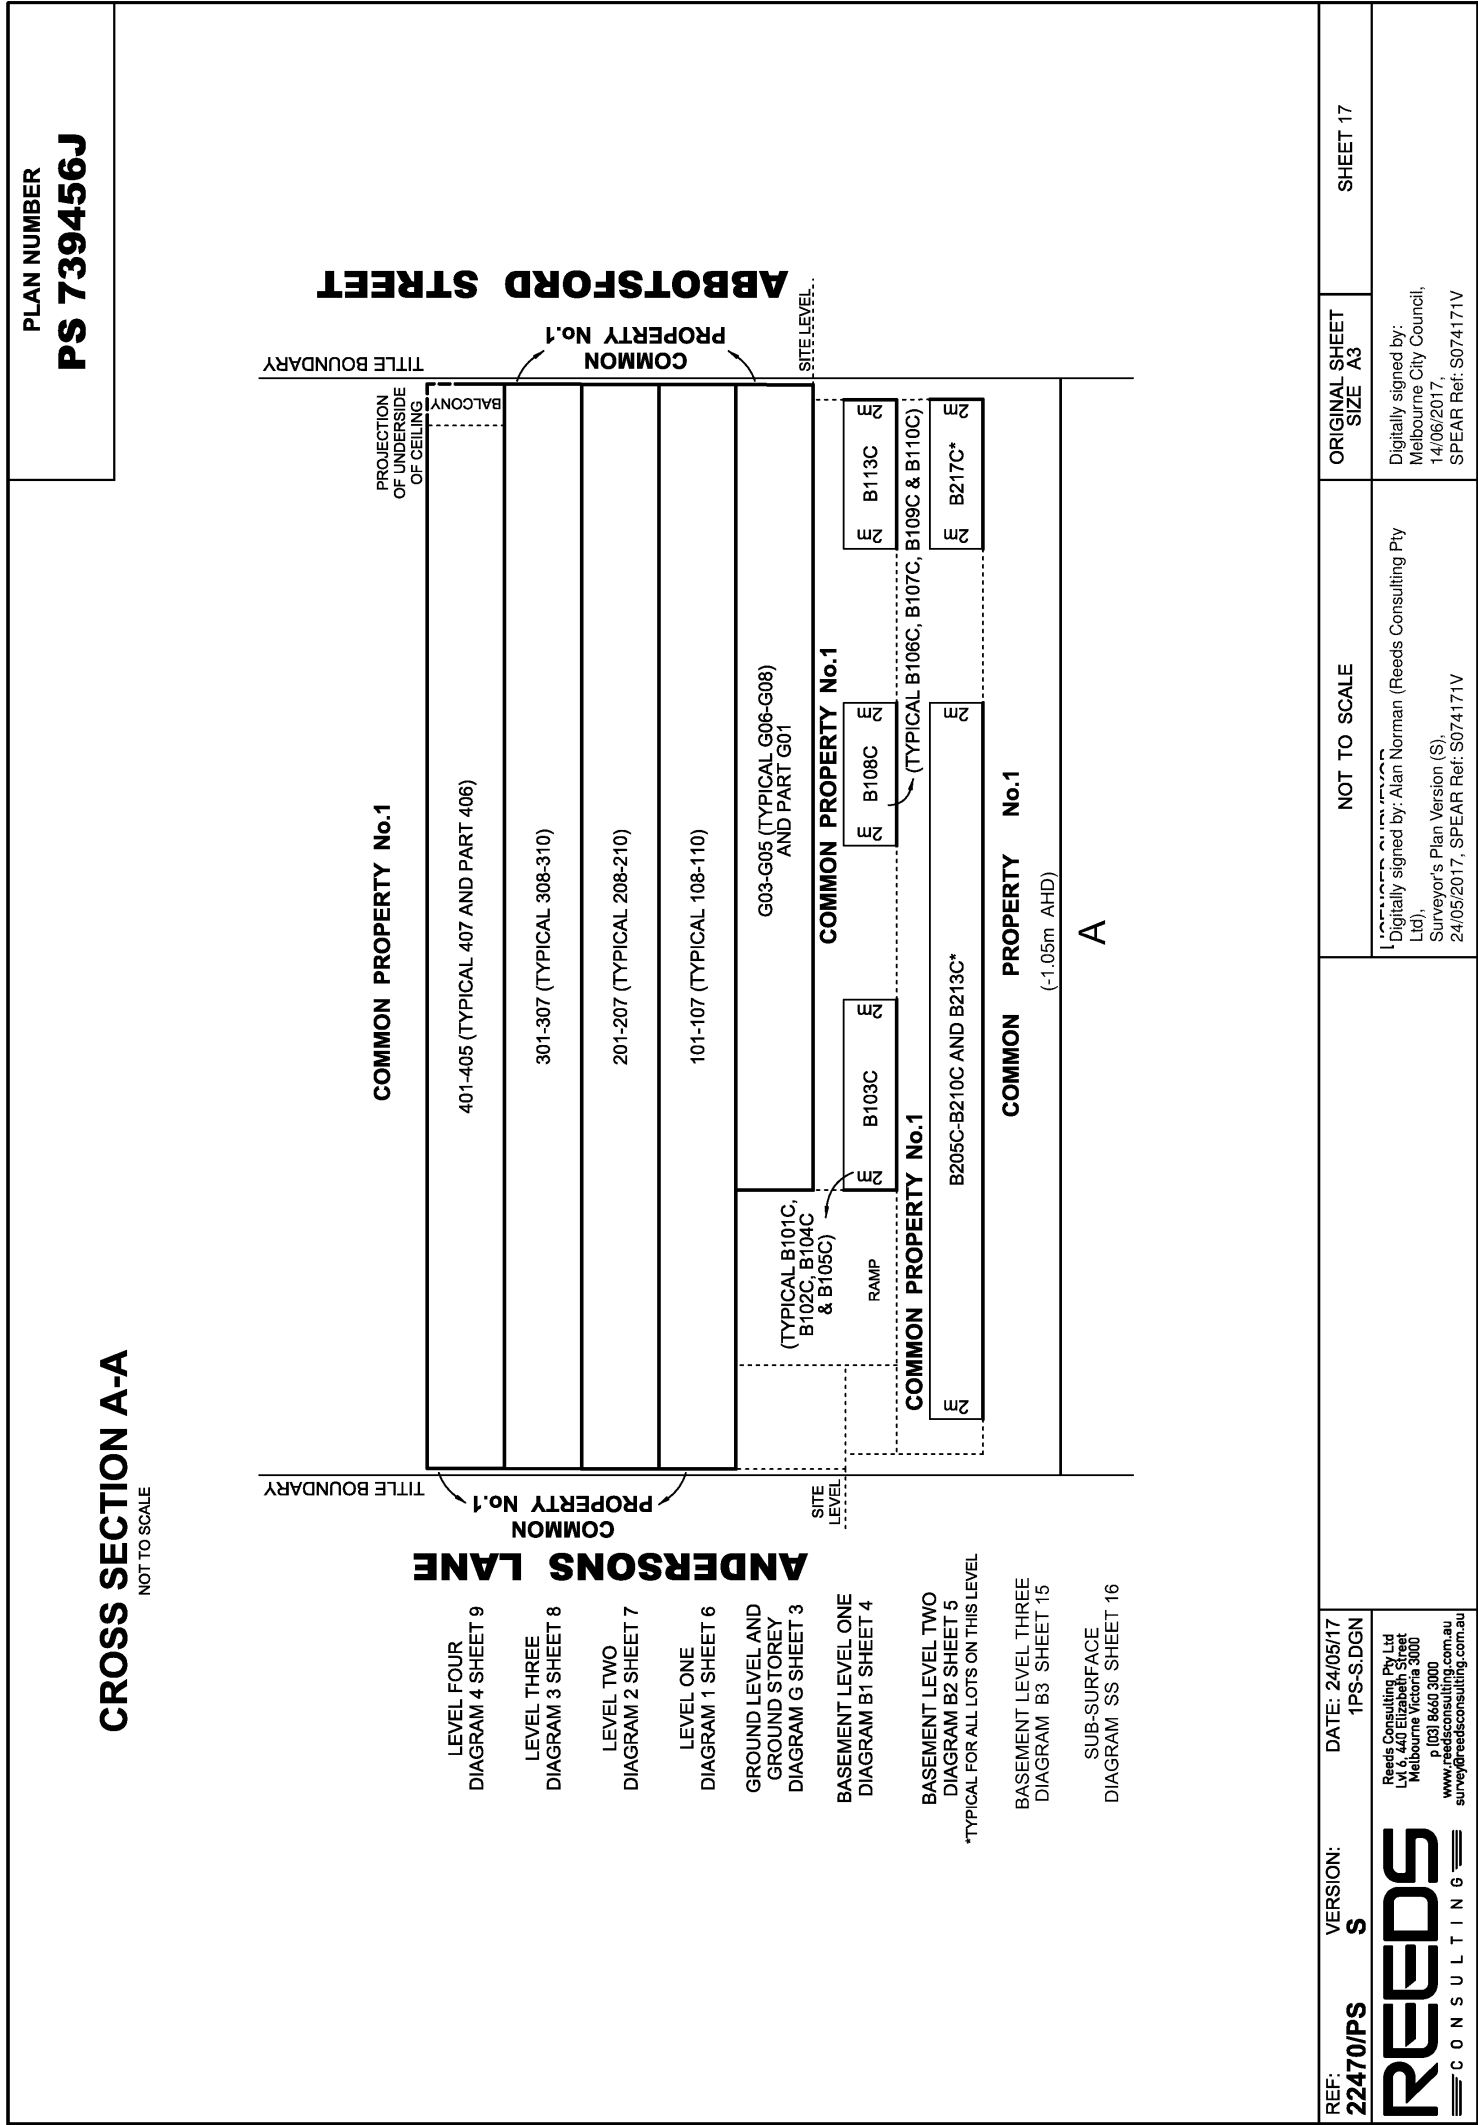 PLAN NUMBER
PS 739456J
CROSS SECTION A-A
NOT TO SCALE
TITLE BOUNDARY
TITLE BOUNDARY
COMMON PROPERTY No.1
PROJECTION
OF UNDERSIDE
OF CEILING
BALCONY
ANDERSONS LANE
COMMON
PROPERTY No.1
ABBOTSFORD STREET
COMMON
PROPERTY No.1
LEVEL FOUR
DIAGRAM 4 SHEET 9
401-405 (TYPICAL 407 AND PART 406)
LEVEL THREE
DIAGRAM 3 SHEET 8
301-307 (TYPICAL 308-310)
LEVEL TWO
DIAGRAM 2 SHEET 7
201-207 (TYPICAL 208-210)
LEVEL ONE
DIAGRAM 1 SHEET 6
101-107 (TYPICAL 108-110)
GROUND LEVEL AND
GROUND STOREY
DIAGRAM G SHEET 3
G03-G05 (TYPICAL G06-G08)
AND PART G01
SITE LEVEL
SITE
LEVEL
(TYPICAL B101C,
B102C, B104C
& B105C)
COMMON PROPERTY No.1
BASEMENT LEVEL ONE
DIAGRAM B1 SHEET 4
RAMP
2m
B103C
2m
2m
B108C
2m
2m
B113C
2m
COMMON PROPERTY No.1
(TYPICAL B106C, B107C, B109C & B110C)
BASEMENT LEVEL TWO
DIAGRAM B2 SHEET 5
*TYPICAL FOR ALL LOTS ON THIS LEVEL
2m
B205C-B210C AND B213C*
2m
2m
B217C*
2m
BASEMENT LEVEL THREE
DIAGRAM B3 SHEET 15
COMMON PROPERTY No.1
(-1.05m AHD)
SUB-SURFACE
DIAGRAM SS SHEET 16
A
REF:
22470/PS
VERSION:
S
DATE: 24/05/17
1PS-S.DGN
NOT TO SCALE
ORIGINAL SHEET
SIZE A3
SHEET 17
REEDS
CONSULTING
Reeds Consulting Pty Ltd
Lvl 6, 440 Elizabeth Street
Melbourne Victoria 3000
p (03) 8660 3000
www.reedsconsulting.com.au
survey@reedsconsulting.com.au
Digitally signed by: Alan Norman (Reeds Consulting Pty
Ltd),
Surveyor's Plan Version (S),
24/05/2017, SPEAR Ref: S074171V
Digitally signed by:
Melbourne City Council,
14/06/2017,
SPEAR Ref: S074171V